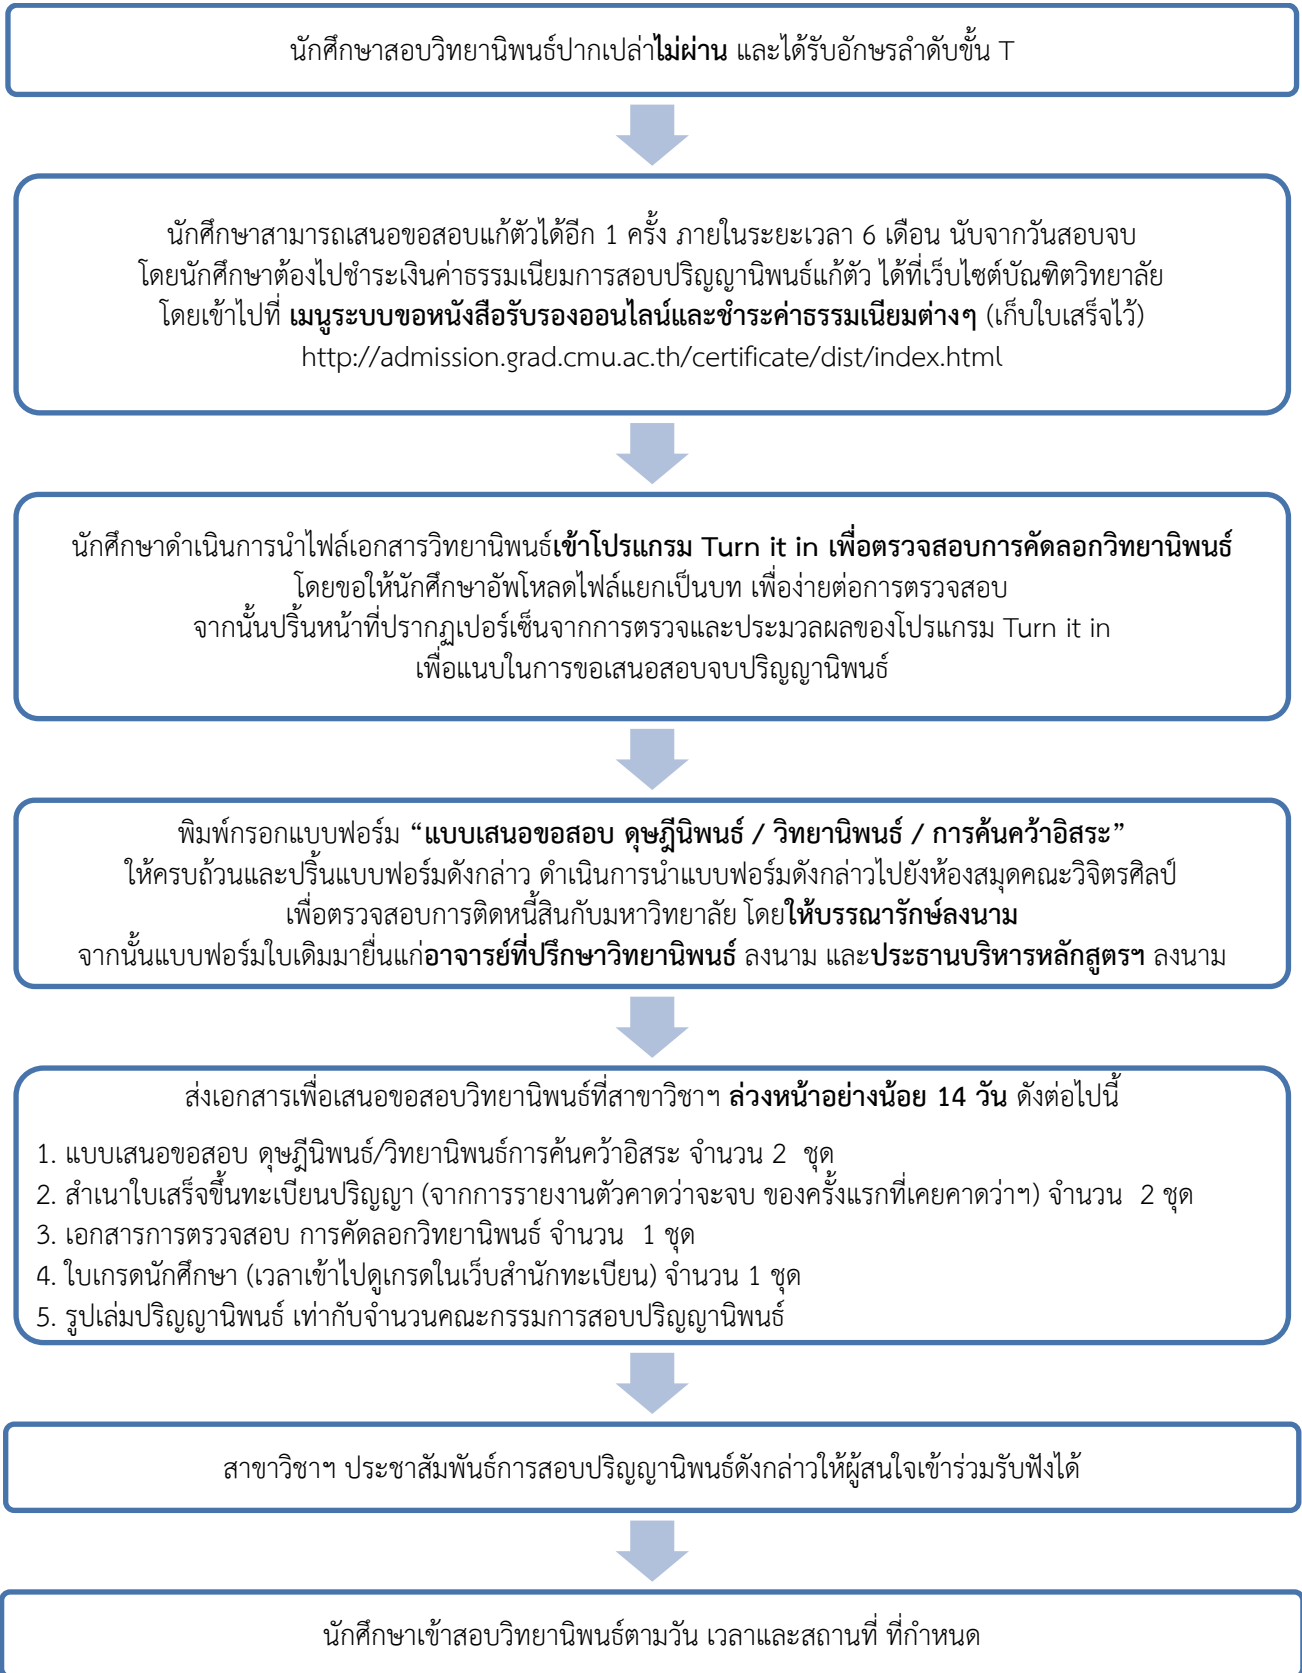 นักศึกษาสอบวิทยานิพนธ์ปากเปล่าไม่ผ่าน และได้รับอักษรลำดับขั้น T
นักศึกษาสามารถเสนอขอสอบแก้ตัวได้อีก 1 ครั้ง ภายในระยะเวลา 6 เดือน นับจากวันสอบจบ
โดยนักศึกษาต้องไปชำระเงินค่าธรรมเนียมการสอบปริญญานิพนธ์แก้ตัว ได้ที่เว็บไซต์บัณฑิตวิทยาลัย
โดยเข้าไปที่ เมนูระบบขอหนังสือรับรองออนไลน์และชำระค่าธรรมเนียมต่างๆ (เก็บใบเสร็จไว้)
http://admission.grad.cmu.ac.th/certificate/dist/index.html
นักศึกษาดำเนินการนำไฟล์เอกสารวิทยานิพนธ์เข้าโปรแกรม Turn it in เพื่อตรวจสอบการคัดลอกวิทยานิพนธ์
โดยขอให้นักศึกษาอัพโหลดไฟล์แยกเป็นบท เพื่อง่ายต่อการตรวจสอบ
จากนั้นปริ้นหน้าที่ปรากฏเปอร์เซ็นจากการตรวจและประมวลผลของโปรแกรม Turn it in
เพื่อแนบในการขอเสนอสอบจบปริญญานิพนธ์
พิมพ์กรอกแบบฟอร์ม “แบบเสนอขอสอบ ดุษฎีนิพนธ์ / วิทยานิพนธ์ / การค้นคว้าอิสระ”
ให้ครบถ้วนและปริ้นแบบฟอร์มดังกล่าว ดำเนินการนำแบบฟอร์มดังกล่าวไปยังห้องสมุดคณะวิจิตรศิลป์
เพื่อตรวจสอบการติดหนี้สินกับมหาวิทยาลัย โดยให้บรรณารักษ์ลงนาม
จากนั้นแบบฟอร์มใบเดิมมายื่นแก่อาจารย์ที่ปรึกษาวิทยานิพนธ์ ลงนาม และประธานบริหารหลักสูตรฯ ลงนาม
ส่งเอกสารเพื่อเสนอขอสอบวิทยานิพนธ์ที่สาขาวิชาฯ ล่วงหน้าอย่างน้อย 14 วัน ดังต่อไปนี้
1. แบบเสนอขอสอบ ดุษฎีนิพนธ์/วิทยานิพนธ์การค้นคว้าอิสระ จำนวน 2 ชุด
2. สำเนาใบเสร็จขึ้นทะเบียนปริญญา (จากการรายงานตัวคาดว่าจะจบ ของครั้งแรกที่เคยคาดว่าฯ) จำนวน 2 ชุด
3. เอกสารการตรวจสอบ การคัดลอกวิทยานิพนธ์ จำนวน 1 ชุด
4. ใบเกรดนักศึกษา (เวลาเข้าไปดูเกรดในเว็บสำนักทะเบียน) จำนวน 1 ชุด
5. รูปเล่มปริญญานิพนธ์ เท่ากับจำนวนคณะกรรมการสอบปริญญานิพนธ์
สาขาวิชาฯ ประชาสัมพันธ์การสอบปริญญานิพนธ์ดังกล่าวให้ผู้สนใจเข้าร่วมรับฟังได้
นักศึกษาเข้าสอบวิทยานิพนธ์ตามวัน เวลาและสถานที่ ที่กำหนด